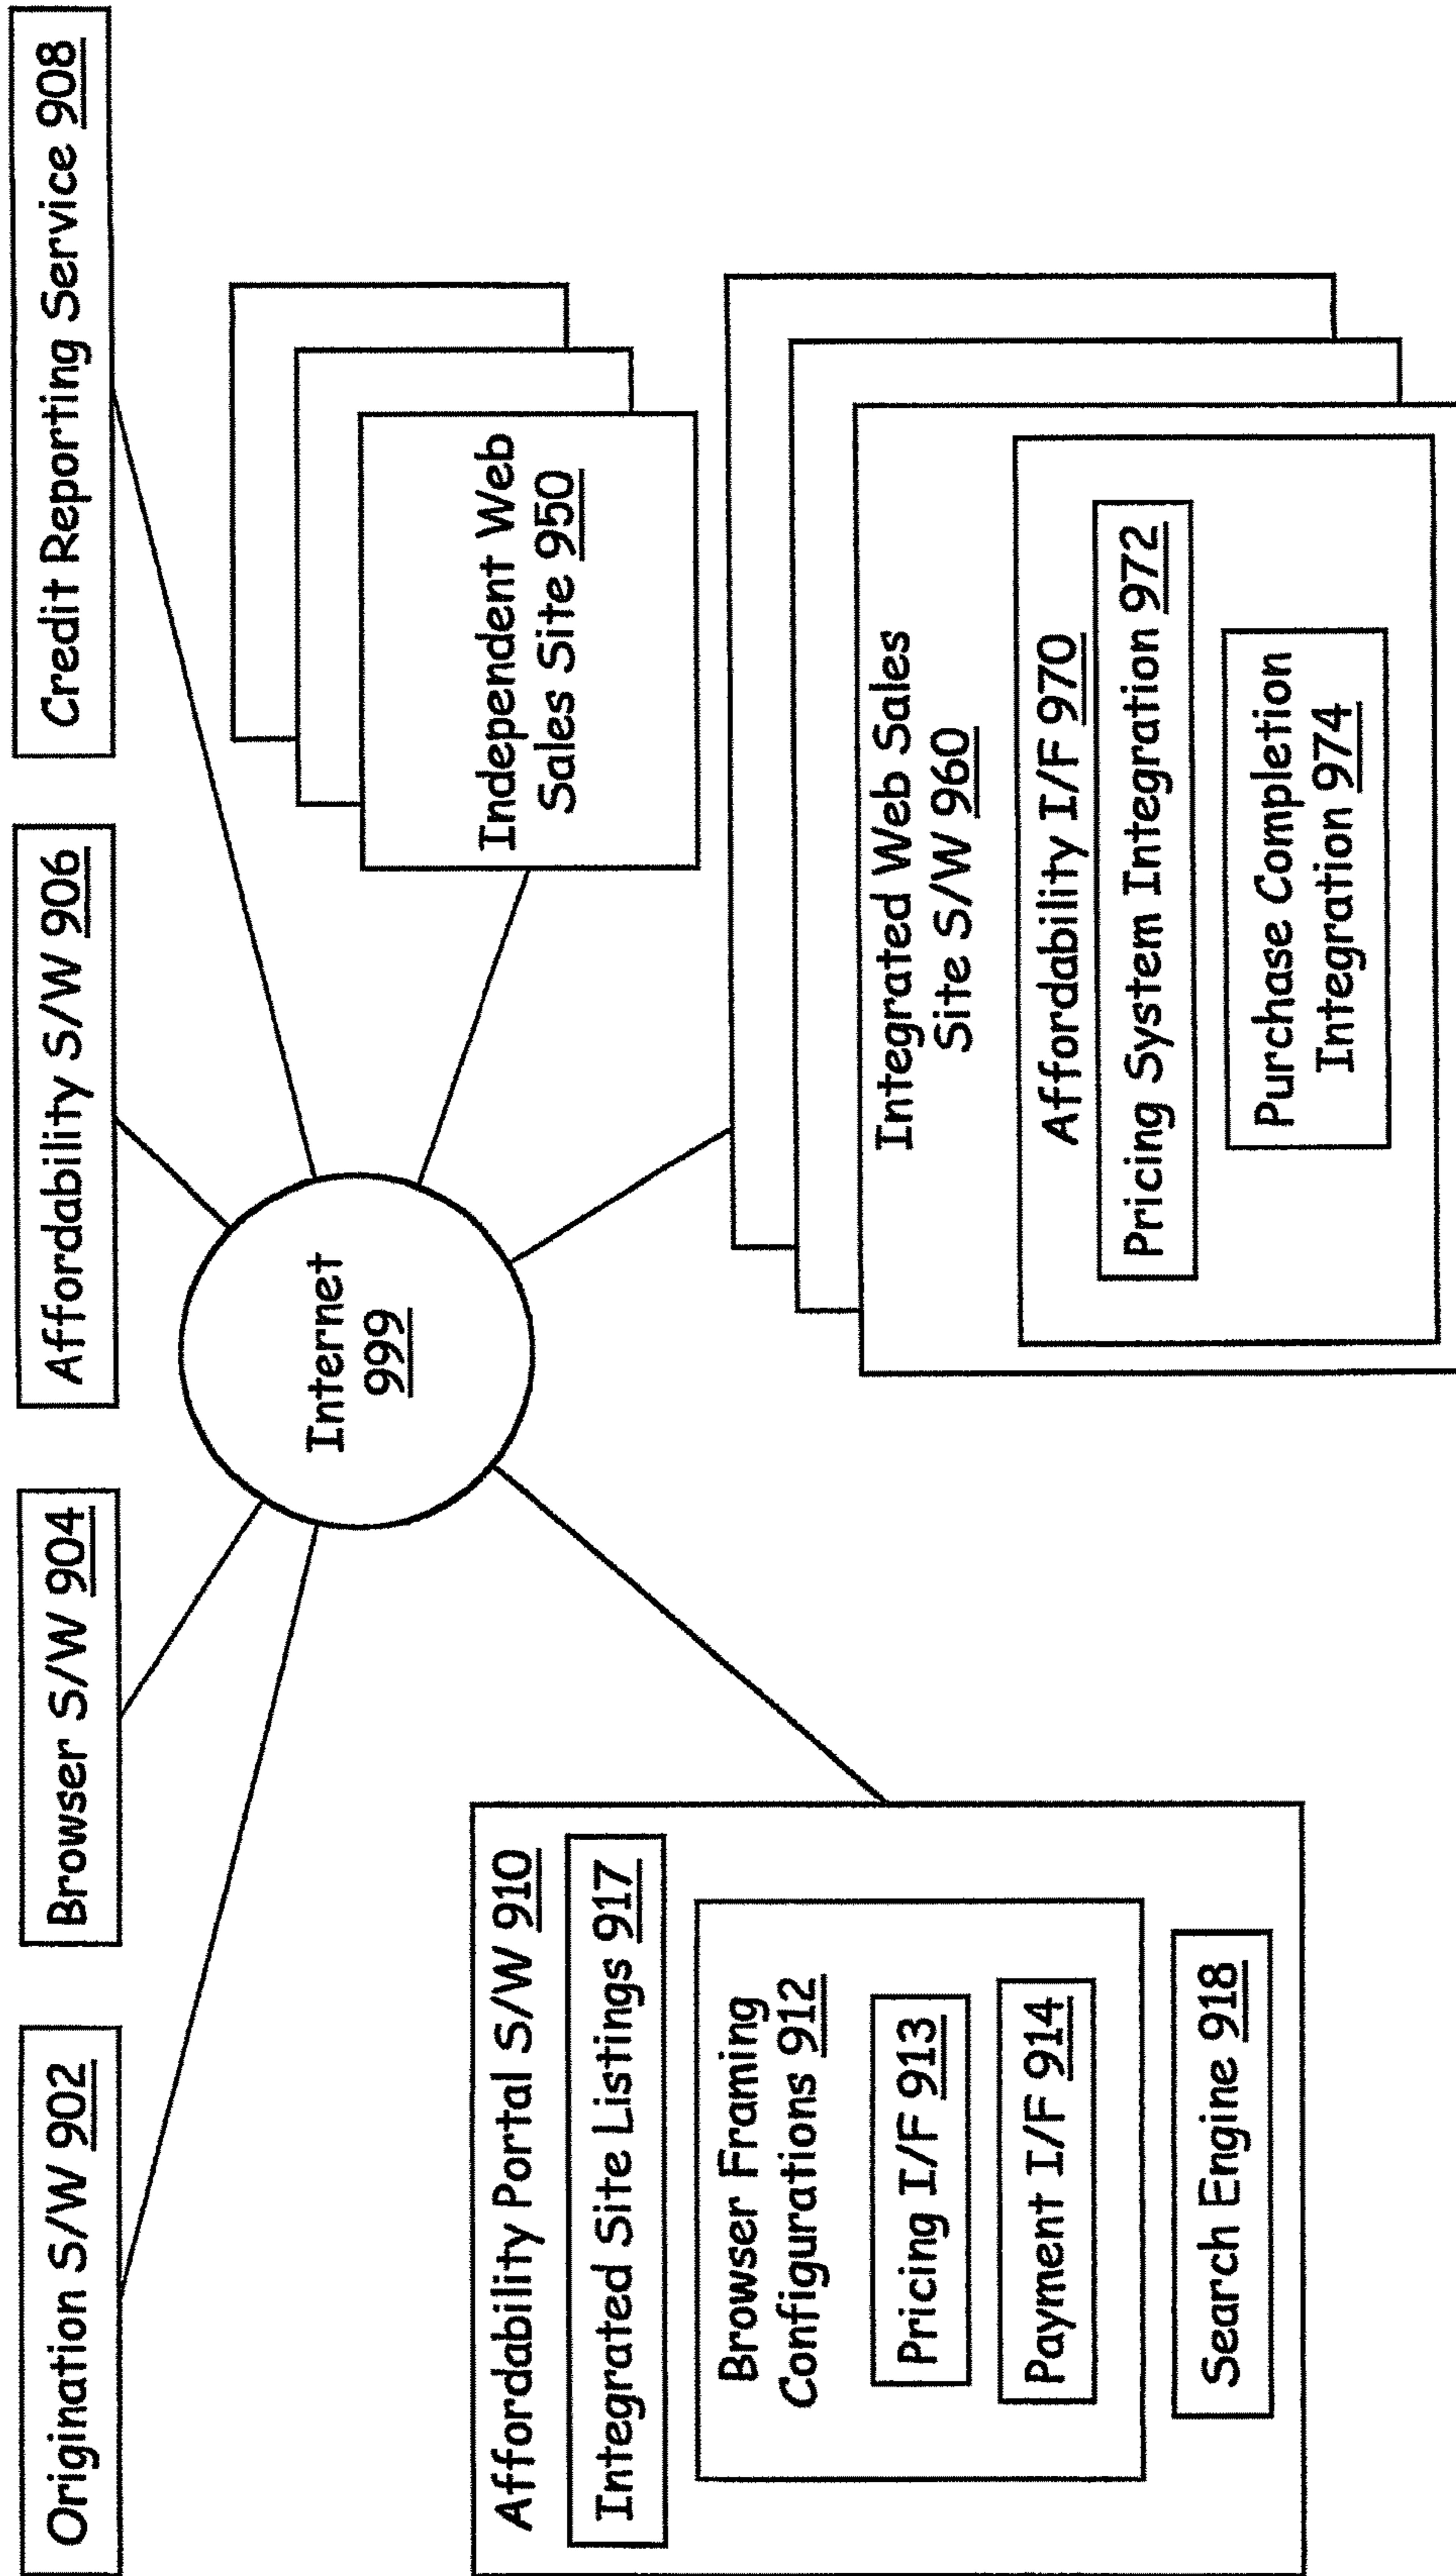 Origination S/W 902
Browser S/W 904
Affordability S/W 906
Credit Reporting Service 908
Internet
999
Independent Web
Sales Site 950
Affordability Portal S/W 910
Integrated Site Listings 917
Browser Framing
Configurations 912
Pricing I/F 913
Payment I/F 914
Search Engine 918
Integrated Web Sales
Site S/W 960
Affordability I/F 970
Pricing System Integration 972
Purchase Completion
Integration 974